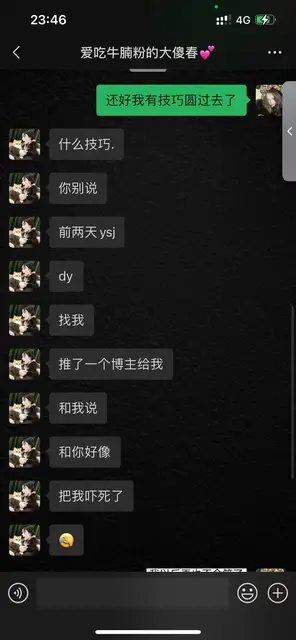 23:46
4G
爱吃牛腩粉的大傻春💕
还好我有技巧圆过去了
什么技巧.
你别说
前两天 ysj
dy
找我
推了一个博主给我
和我说
和你好像
把我吓死了